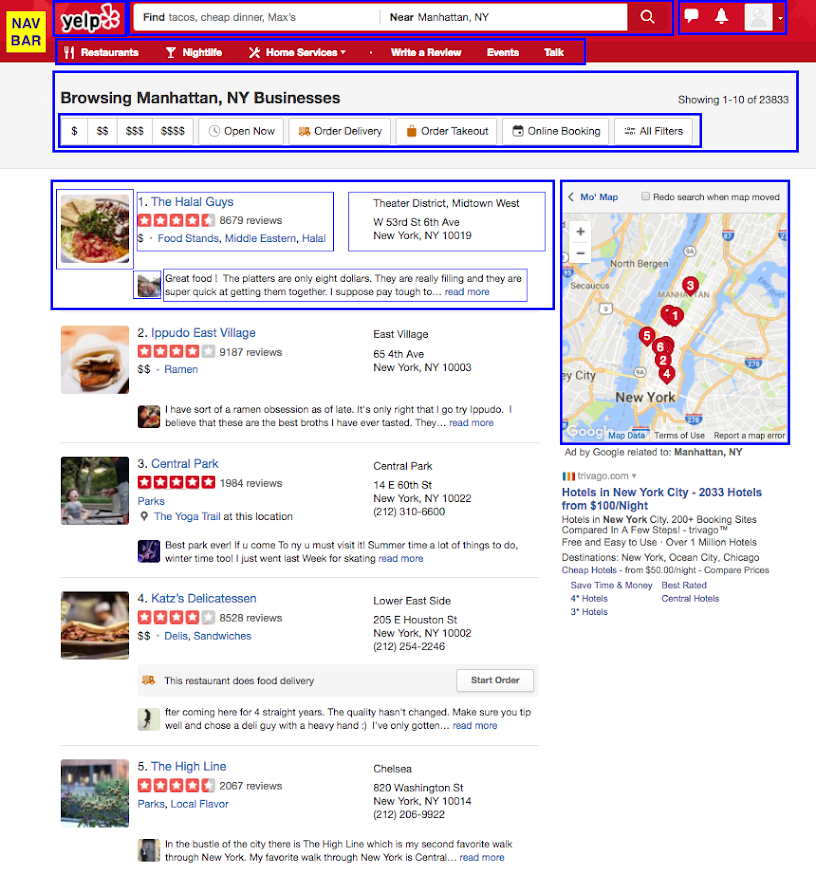 NAV
BAR
yelp
Find tacos, cheap dinner, Max's
Near Manhattan, NY
Restaurants
Nightlife
Home Services
Write a Review
Events
Talk
Browsing Manhattan, NY Businesses
Showing 1-10 of 23833
$
$$
$$$
$$$$
Open Now
Order Delivery
Order Takeout
Online Booking
All Filters
1. The Halal Guys
8679 reviews
$ · Food Stands, Middle Eastern, Halal
Theater District, Midtown West
W 53rd St 6th Ave
New York, NY 10019
Great food ! The platters are only eight dollars. They are really filling and they are
super quick at getting them together. I suppose pay tough to... read more
2. Ippudo East Village
9187 reviews
$$ · Ramen
East Village
65 4th Ave
New York, NY 10003
I have sort of a ramen obsession as of late. It's only right that I go try Ippudo. I
believe that these are the best broths I have ever tasted. They... read more
3. Central Park
1984 reviews
Parks
The Yoga Trail at this location
Central Park
14 E 60th St
New York, NY 10022
(212) 310-6600
Best park ever! If u come To ny u must visit it! Summer time a lot of things to do,
winter time too! I just went last Week for skating read more
4. Katz's Delicatessen
8528 reviews
$$ · Delis, Sandwiches
Lower East Side
205 E Houston St
New York, NY 10002
(212) 254-2246
This restaurant does food delivery
Start Order
fter coming here for 4 straight years. The quality hasn't changed. Make sure you tip
well and chose a deli guy with a heavy hand :) I've only gotten... read more
5. The High Line
2067 reviews
Parks, Local Flavor
Chelsea
820 Washington St
New York, NY 10014
(212) 206-9922
In the bustle of the city there is The High Line which is my second favorite walk
through New York. My favorite walk through New York is Central... read more
Mo' Map
Redo search when map moved
+
−
North Bergen
Secaucus
MANHATTAN
3
1
5
6
2
4
9
9A
9A
27
495
278
278
ey City
New York
Google
Map Data
Terms of Use
Report a map error
Ad by Google related to: Manhattan, NY
trivago.com
Hotels in New York City - 2033 Hotels
from $100/Night
Hotels in New York City. 200+ Booking Sites
Compared In A Few Steps! - trivago™
Free and Easy to Use · Over 1 Million Hotels
Destinations: New York, Ocean City, Chicago
Cheap Hotels - from $50.00/night - Compare Prices
Save Time & Money
Best Rated
4* Hotels
Central Hotels
3* Hotels